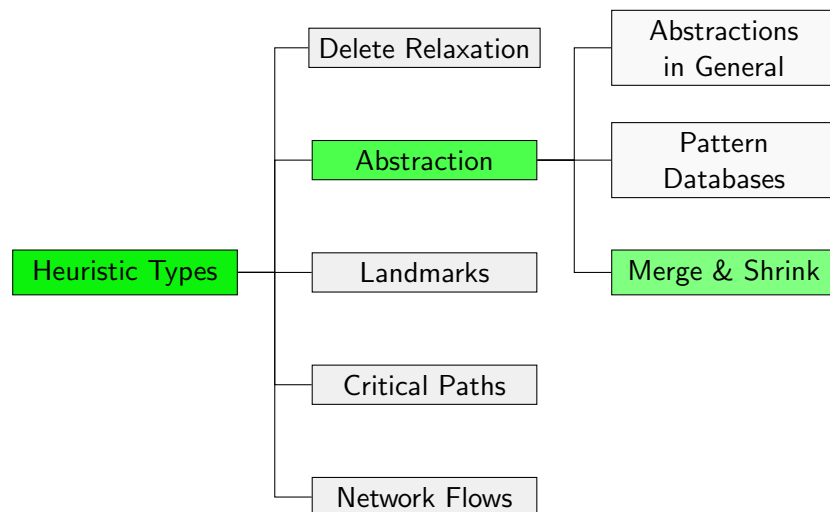 Heuristic Types
Delete Relaxation
Abstraction
Landmarks
Critical Paths
Network Flows
Abstractions
in General
Pattern
Databases
Merge & Shrink